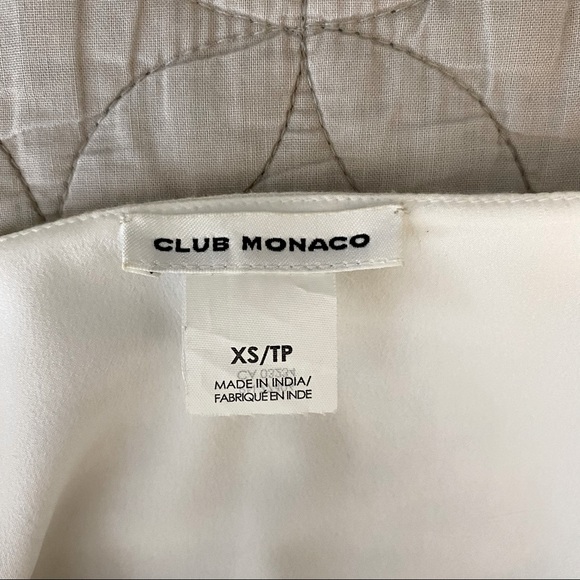 CLUB MONACO
XS/TP
MADE IN INDIA/
FABRIQUÉ EN INDE